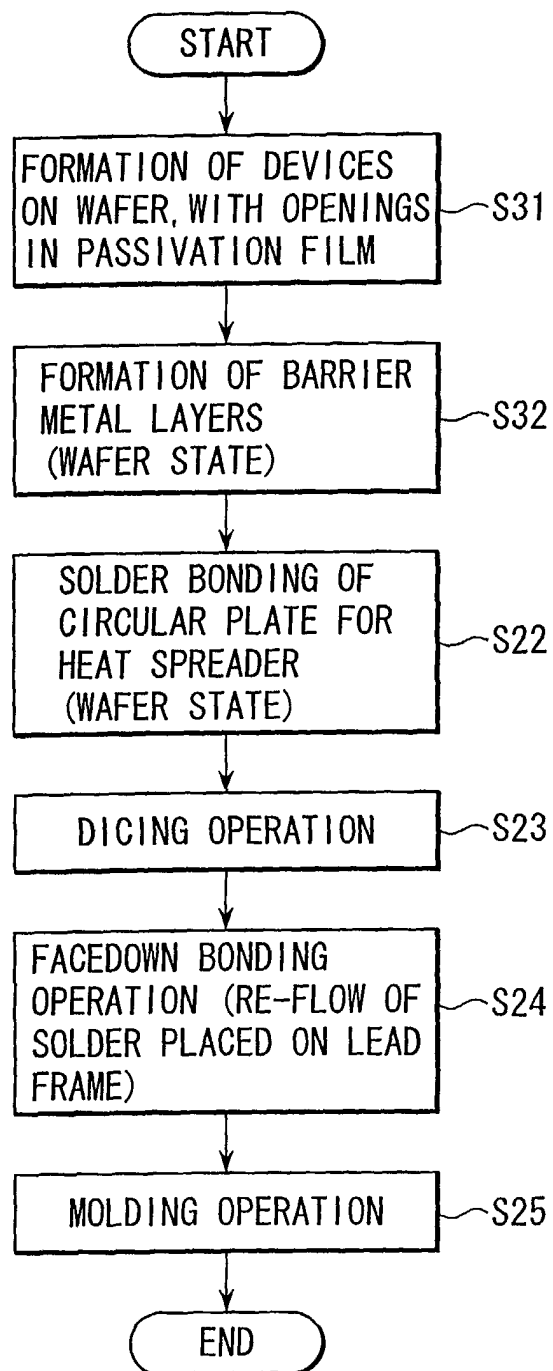 START
FORMATION OF DEVICES
ON WAFER, WITH OPENINGS
IN PASSIVATION FILM
S31
FORMATION OF BARRIER
METAL LAYERS
(WAFER STATE)
S32
SOLDER BONDING OF
CIRCULAR PLATE FOR
HEAT SPREADER
(WAFER STATE)
S22
DICING OPERATION
S23
FACEDOWN BONDING
OPERATION (RE-FLOW OF
SOLDER PLACED ON LEAD
FRAME)
S24
MOLDING OPERATION
S25
END